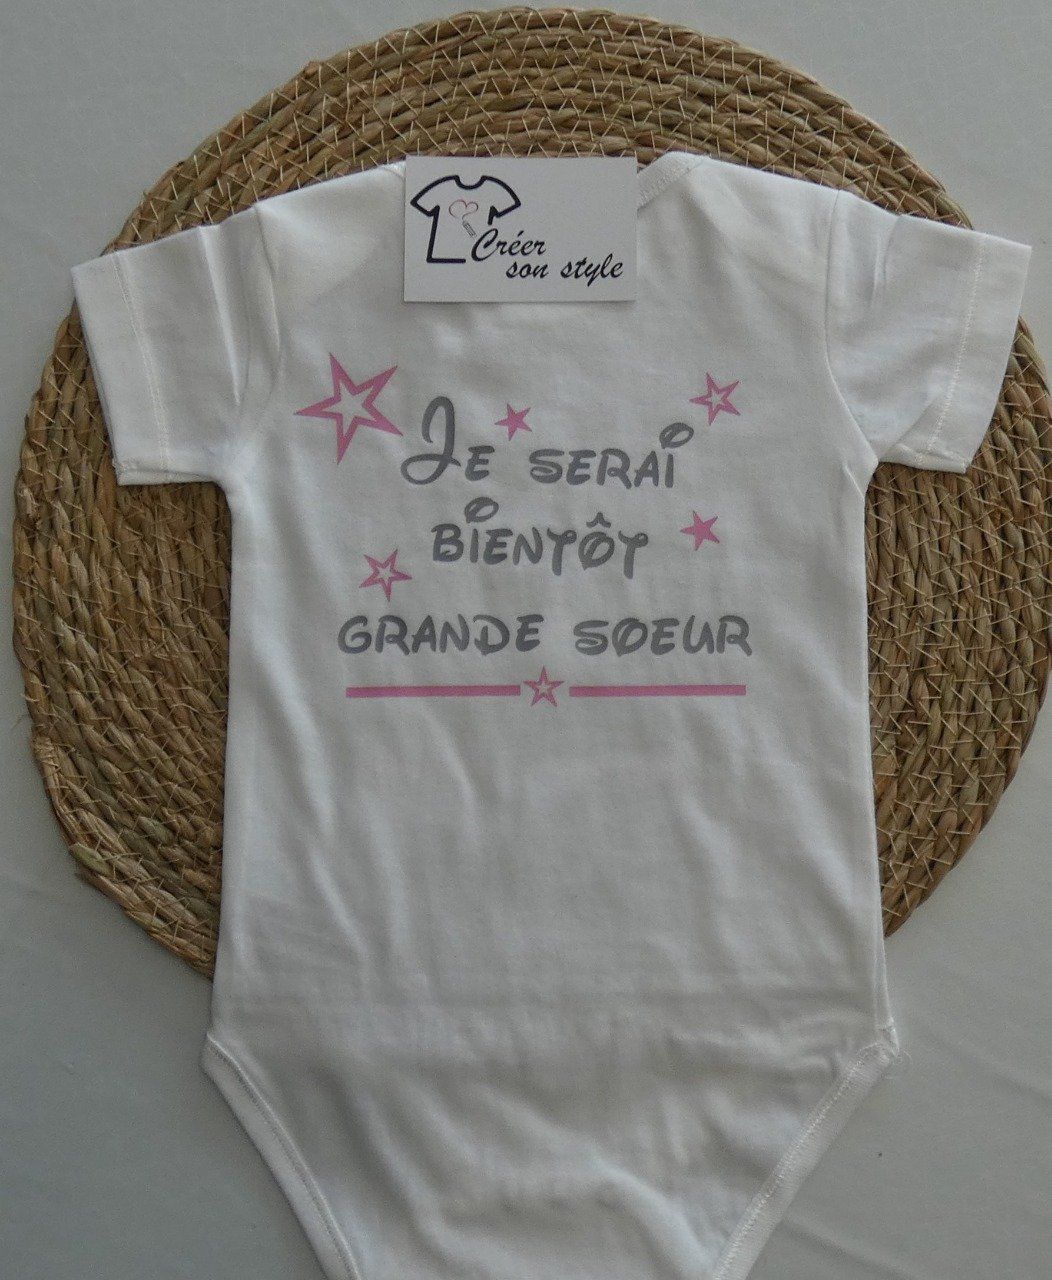 Créer
son style
Je serai
bientôt
grande soeur